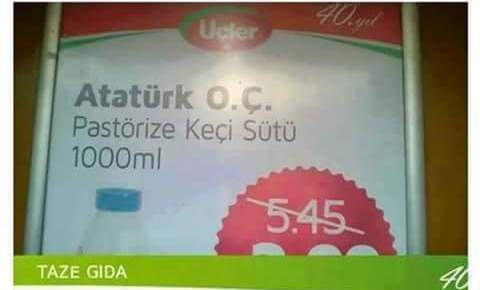 40.yıl
Üçler
Atatürk O.Ç.
Pastörize Keçi Sütü
1000ml
5.45
TAZE GIDA
40